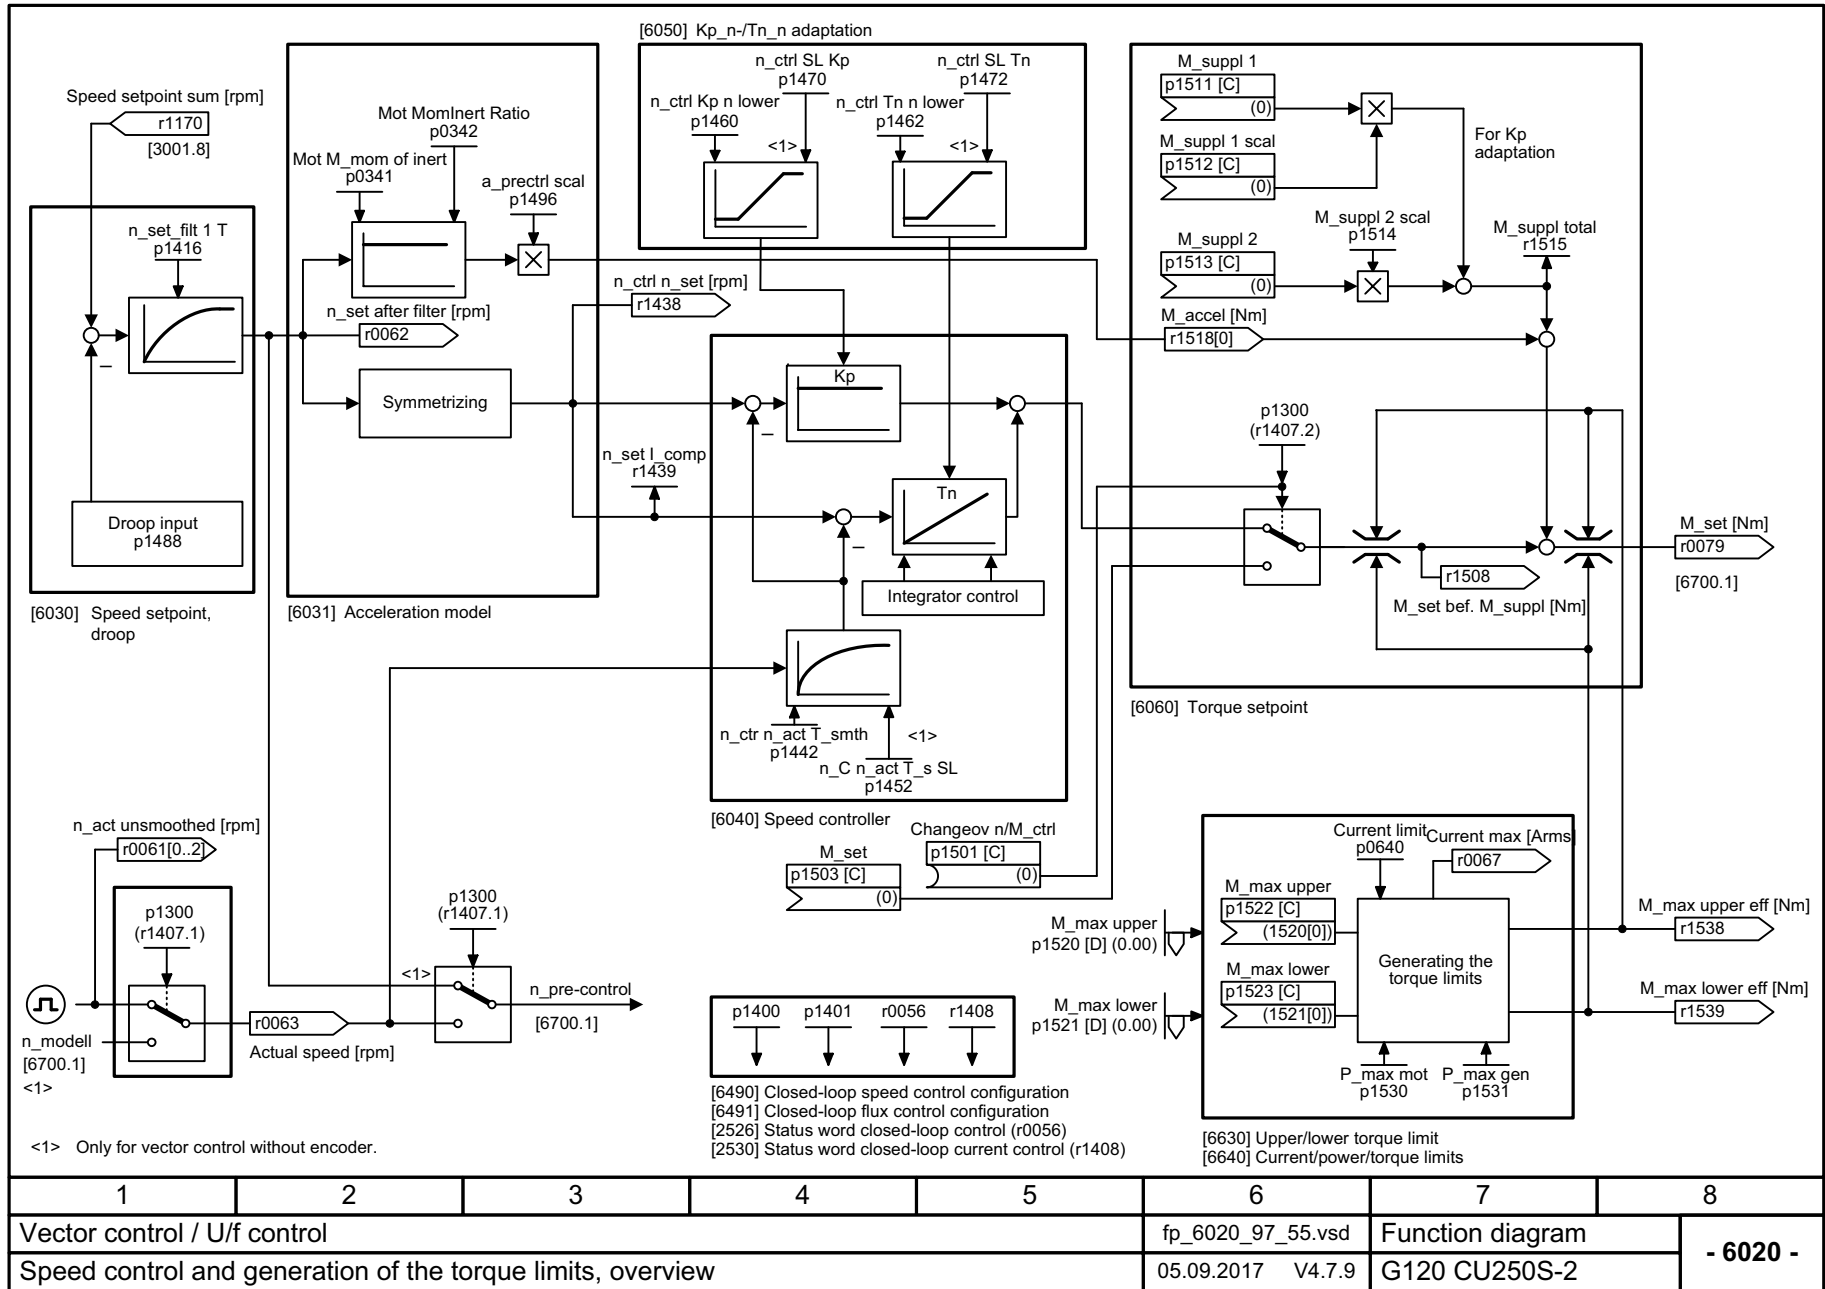 [6050] Kp_n-/Tn_n adaptation
n_ctrl SL Kp
p1470
n_ctrl SL Tn
p1472
n_ctrl Kp n lower
p1460
n_ctrl Tn n lower
p1462
<1>
<1>
Speed setpoint sum [rpm]
r1170
[3001.8]
Mot MomInert Ratio
p0342
Mot M_mom of inert
p0341
a_prectrl scal
p1496
n_set_filt 1 T
p1416
n_set after filter [rpm]
r0062
n_ctrl n_set [rpm]
r1438
Symmetrizing
–
Droop input
p1488
[6030] Speed setpoint,
droop
[6031] Acceleration model
n_set I_comp
r1439
Kp
–
Tn
–
Integrator control
n_ctr n_act T_smth
p1442
<1>
n_C n_act T_s SL
p1452
[6040] Speed controller
M_suppl 1
p1511 [C]
(0)
M_suppl 1 scal
p1512 [C]
(0)
For Kp
adaptation
M_suppl 2 scal
p1514
M_suppl 2
p1513 [C]
(0)
M_suppl total
r1515
M_accel [Nm]
r1518[0]
p1300
(r1407.2)
r1508
M_set bef. M_suppl [Nm]
M_set [Nm]
r0079
[6700.1]
[6060] Torque setpoint
n_act unsmoothed [rpm]
r0061[0..2]
p1300
(r1407.1)
n_modell
[6700.1]
<1>
r0063
Actual speed [rpm]
p1300
(r1407.1)
<1>
n_pre-control
[6700.1]
M_set
p1503 [C]
(0)
Changeov n/M_ctrl
p1501 [C]
(0)
p1400
p1401
r0056
r1408
[6490] Closed-loop speed control configuration
[6491] Closed-loop flux control configuration
[2526] Status word closed-loop control (r0056)
[2530] Status word closed-loop current control (r1408)
M_max upper
p1520 [D] (0.00)
M_max lower
p1521 [D] (0.00)
Current limit
p0640
Current max [Arms]
r0067
M_max upper
p1522 [C]
(1520[0])
M_max lower
p1523 [C]
(1521[0])
Generating the
torque limits
P_max mot
p1530
P_max gen
p1531
M_max upper eff [Nm]
r1538
M_max lower eff [Nm]
r1539
[6630] Upper/lower torque limit
[6640] Current/power/torque limits
<1> Only for vector control without encoder.
1 2 3 4 5 6 7 8
Vector control / U/f control
fp_6020_97_55.vsd
Function diagram
- 6020 -
Speed control and generation of the torque limits, overview
05.09.2017 V4.7.9
G120 CU250S-2